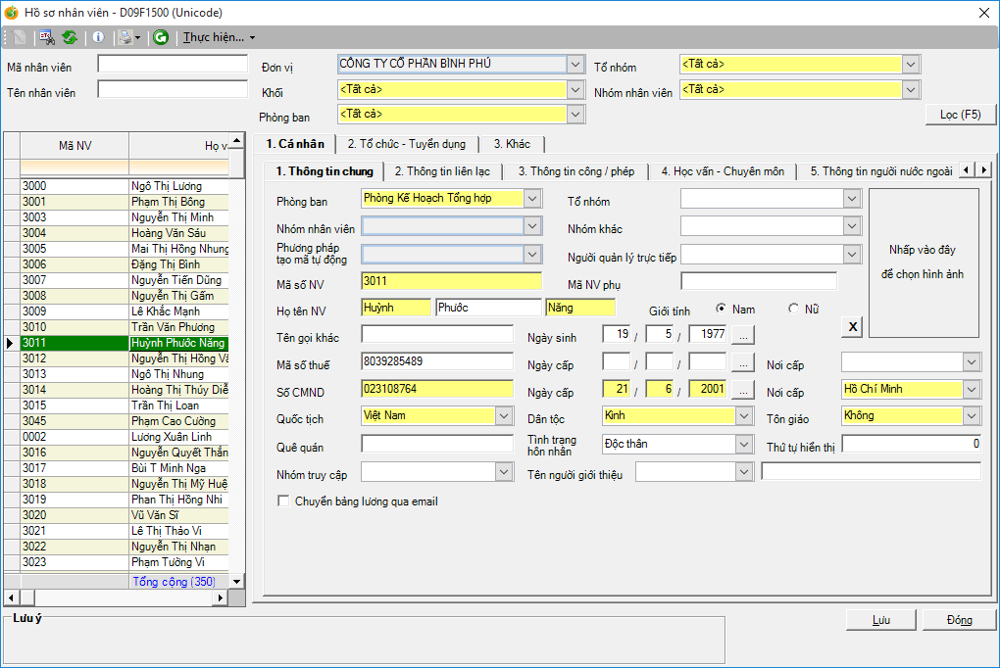 Hồ sơ nhân viên - D09F1500 (Unicode)
Thực hiện...
Mã nhân viên
Đơn vị
CÔNG TY CỔ PHẦN BÌNH PHÚ
Tổ nhóm
<Tất cả>
Tên nhân viên
Khối
<Tất cả>
Nhóm nhân viên
<Tất cả>
Phòng ban
<Tất cả>
Lọc (F5)
Mã NV
Họ v
3000 Ngô Thị Lương
3001 Phạm Thị Bông
3003 Nguyễn Thị Minh
3004 Hoàng Văn Sáu
3005 Mai Thị Hồng Nhung
3006 Đặng Thị Bình
3007 Nguyễn Tiến Dũng
3008 Nguyễn Thị Gấm
3009 Lê Khắc Mạnh
3010 Trần Văn Phương
3011 Huỳnh Phước Năng
3012 Nguyễn Thị Hồng Vâ
3013 Ngô Thị Nhung
3014 Hoàng Thị Thúy Diễ
3015 Trần Thị Loan
3045 Phạm Cao Cường
0002 Lương Xuân Linh
3016 Nguyễn Quyết Thắn
3017 Bùi T Minh Nga
3018 Nguyễn Thị Mỹ Huệ
3019 Phan Thị Hồng Nhi
3020 Vũ Văn Sĩ
3021 Lê Thị Thảo Vi
3022 Nguyễn Thị Nhạn
3023 Phạm Tường Vi
Tổng cộng (350)
1. Cá nhân
2. Tổ chức - Tuyển dụng
3. Khác
1. Thông tin chung
2. Thông tin liên lạc
3. Thông tin công / phép
4. Học vấn - Chuyên môn
5. Thông tin người nước ngoài
Phòng ban
Phòng Kế Hoạch Tổng hợp
Tổ nhóm
Nhóm nhân viên
Nhóm khác
Phương pháp
tạo mã tự động
Người quản lý trực tiếp
Mã số NV
3011
Mã NV phụ
Họ tên NV
Huỳnh
Phước
Năng
Giới tính
Nam
Nữ
Nhấp vào đây
để chọn hình ảnh
X
Tên gọi khác
Ngày sinh
19 / 5 / 1977 ...
Mã số thuế
8039285489
Ngày cấp
/ / ...
Nơi cấp
Số CMND
023108764
Ngày cấp
21 / 6 / 2001 ...
Nơi cấp
Hồ Chí Minh
Quốc tịch
Việt Nam
Dân tộc
Kinh
Tôn giáo
Không
Quê quán
Tình trạng
hôn nhân
Độc thân
Thứ tự hiển thị
0
Nhóm truy cập
Tên người giới thiệu
Chuyển bảng lương qua email
Lưu ý
Lưu
Đóng